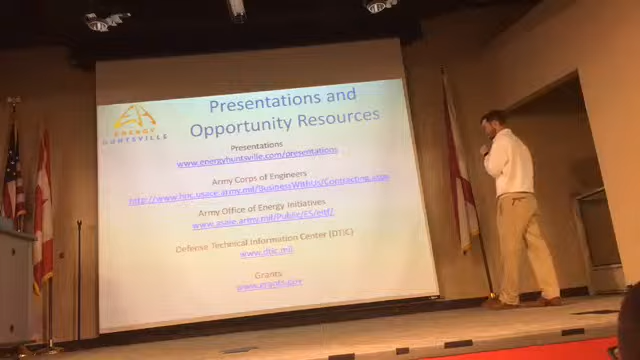 ENERGY
HUNTSVILLE
Presentations and
Opportunity Resources
Presentations
www.energyhuntsville.com/presentations
Army Corps of Engineers
http://www.hnc.usace.army.mil/BusinessWithUs/Contracting.aspx
Army Office of Energy Initiatives
www.asaie.army.mil/Public/ES/eitf/
Defense Technical Information Center (DTIC)
www.dtic.mil
Grants
www.grants.gov